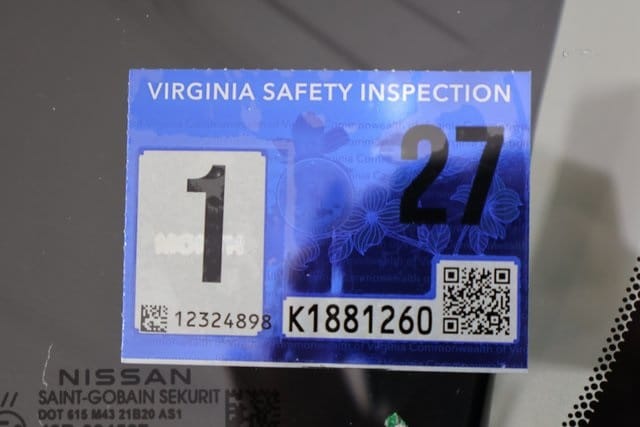 VIRGINIA SAFETY INSPECTION
27
1
MONTH
12324898
K1881260
NISSAN
SAINT-GOBAIN SEKURIT
DOT 615 M43 21B20 AS1